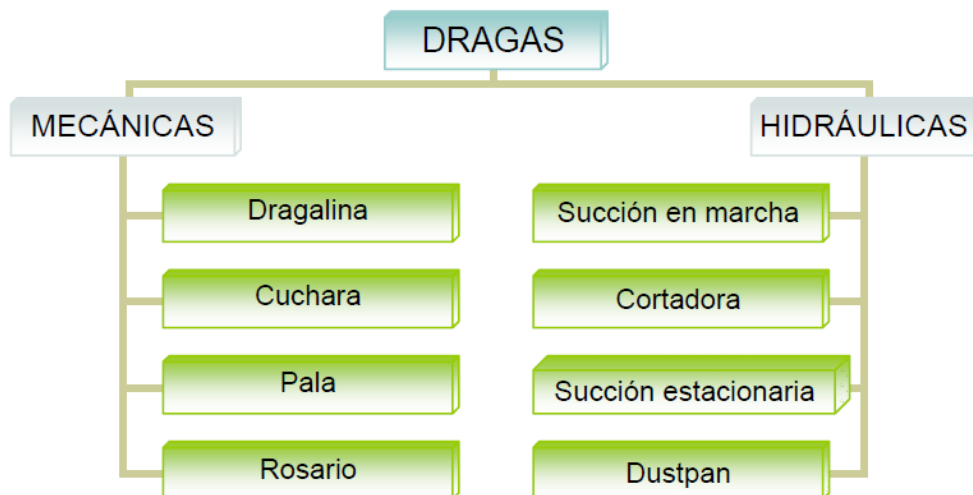 DRAGAS
MECÁNICAS
HIDRÁULICAS
Dragalina
Succión en marcha
Cuchara
Cortadora
Pala
Succión estacionaria
Rosario
Dustpan